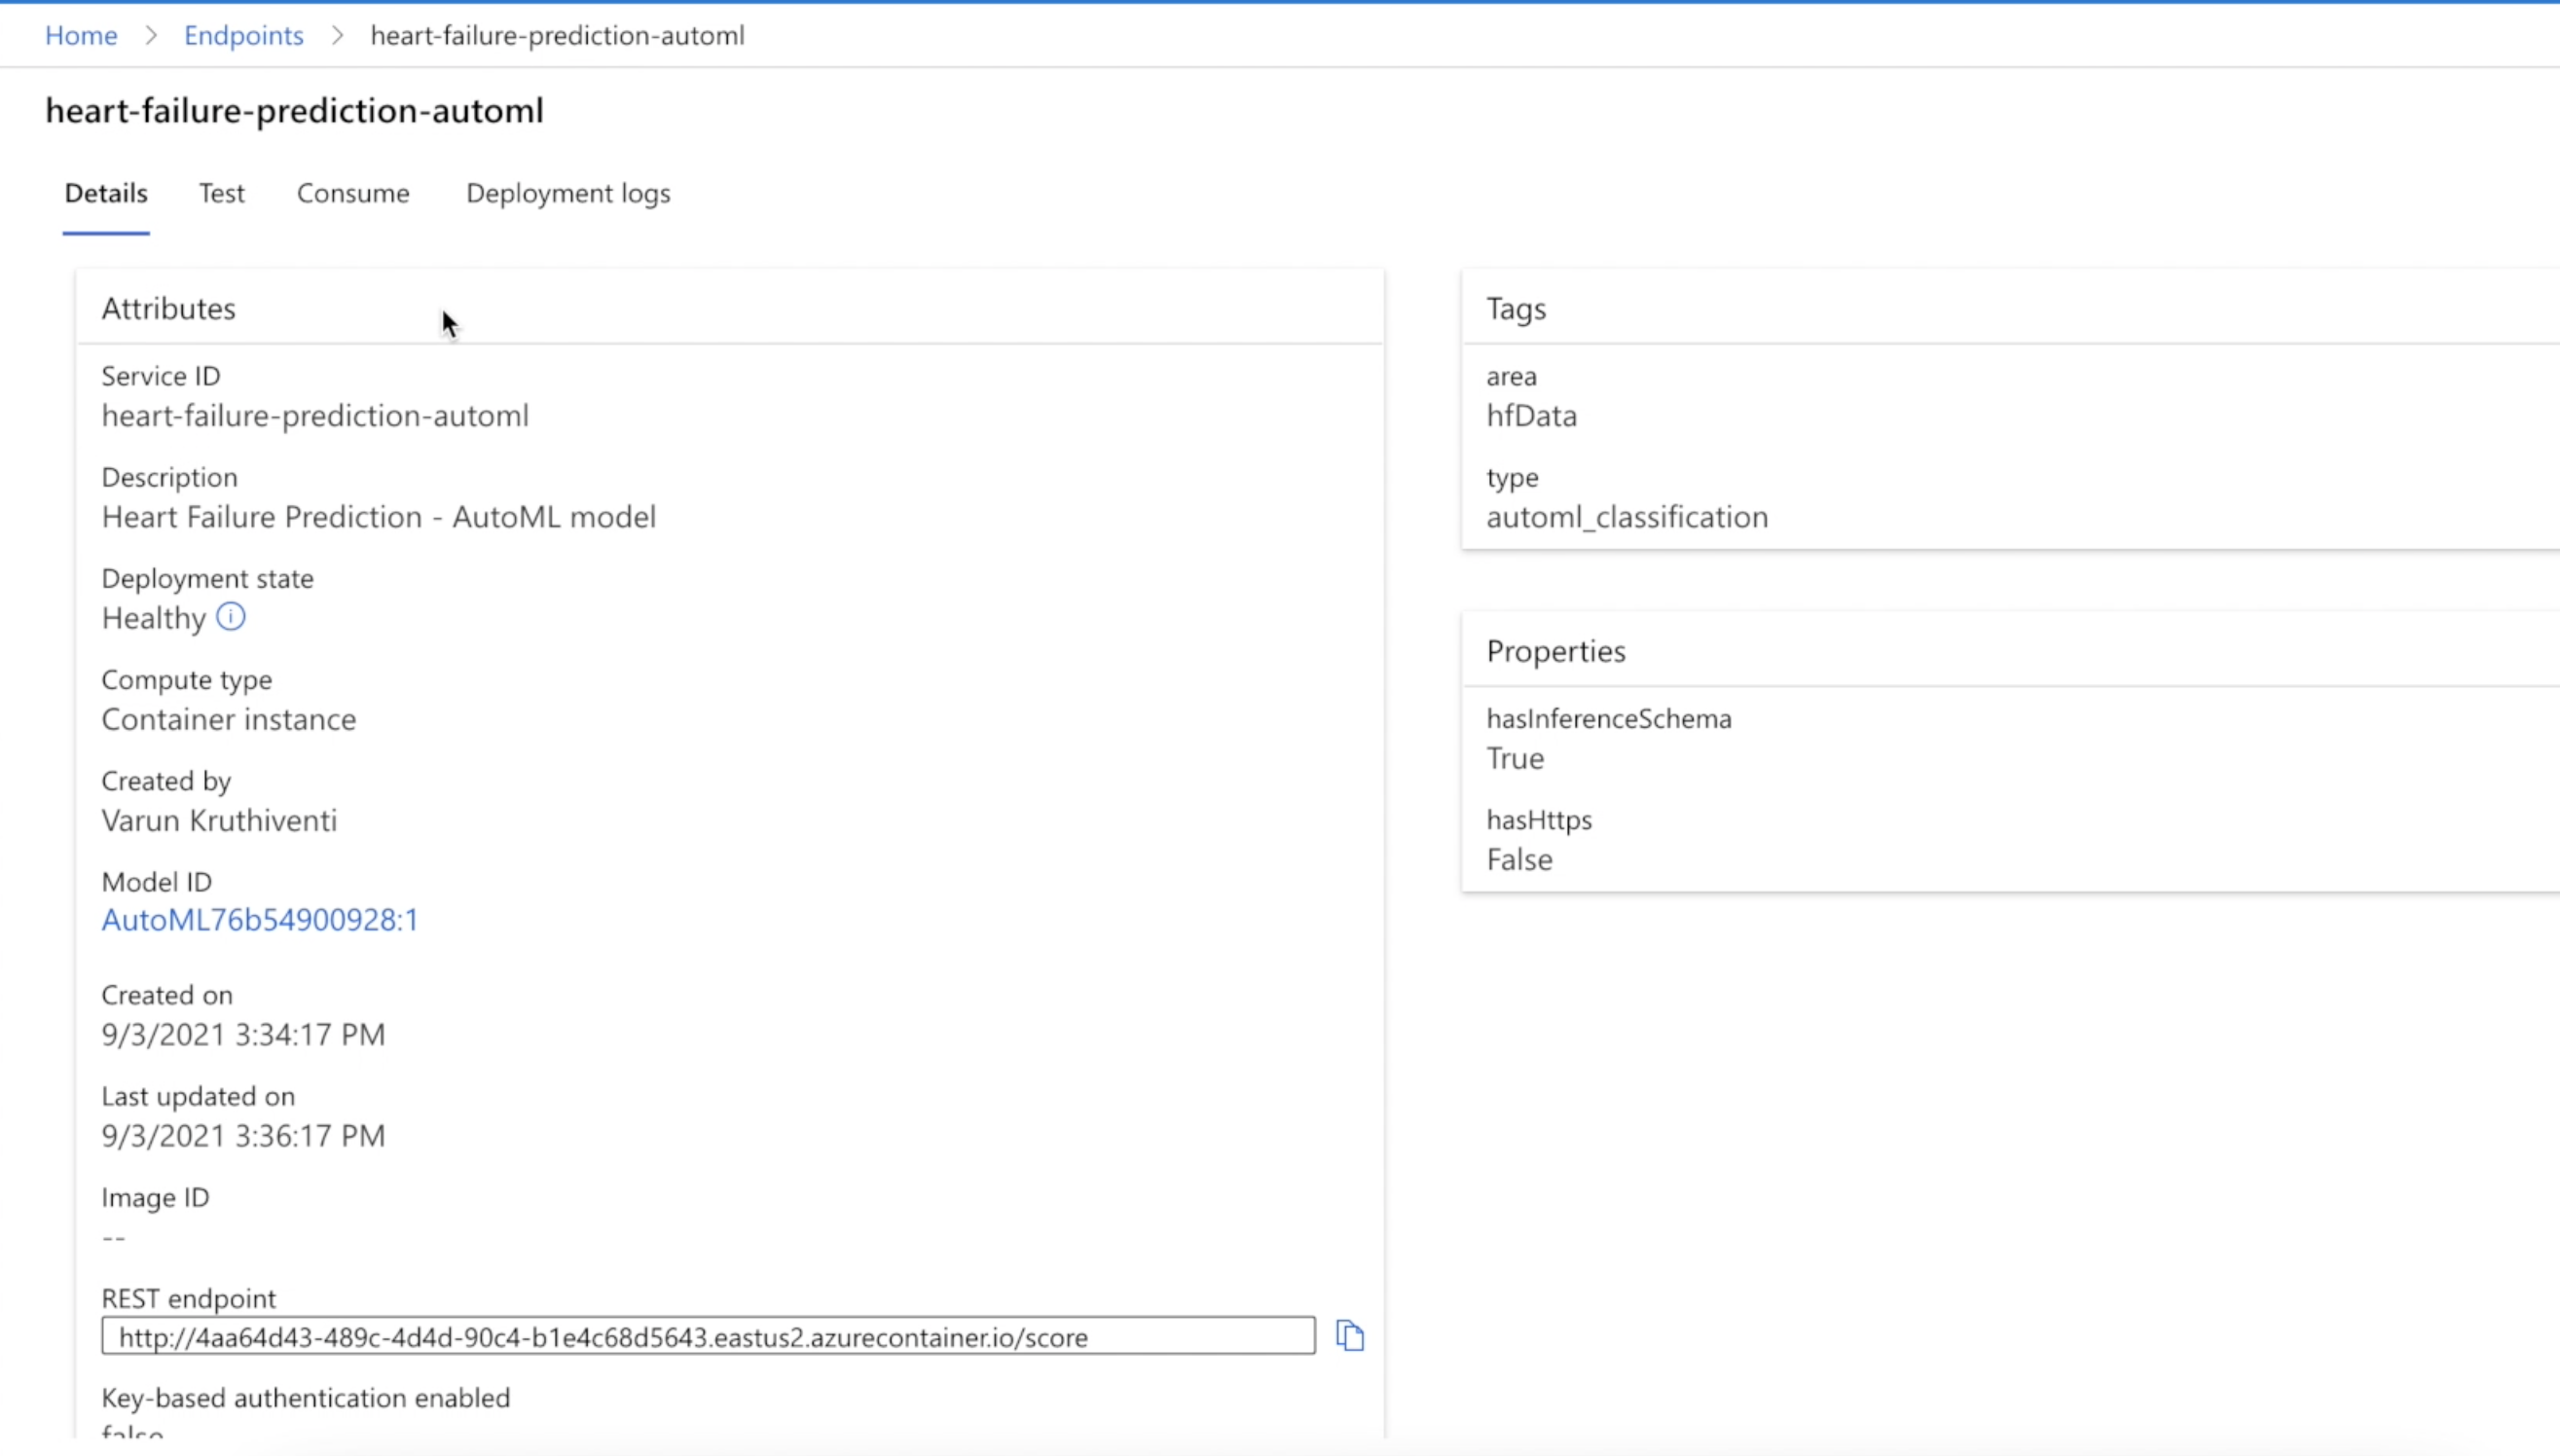 Home > Endpoints > heart-failure-prediction-automl
heart-failure-prediction-automl
Details Test Consume Deployment logs
Attributes
Service ID
heart-failure-prediction-automl
Description
Heart Failure Prediction - AutoML model
Deployment state
Healthy
Compute type
Container instance
Created by
Varun Kruthiventi
Model ID
AutoML76b54900928:1
Created on
9/3/2021 3:34:17 PM
Last updated on
9/3/2021 3:36:17 PM
Image ID
--
REST endpoint
http://4aa64d43-489c-4d4d-90c4-b1e4c68d5643.eastus2.azurecontainer.io/score
Key-based authentication enabled
false
Tags
area
hfData
type
automl_classification
Properties
hasInferenceSchema
True
hasHttps
False